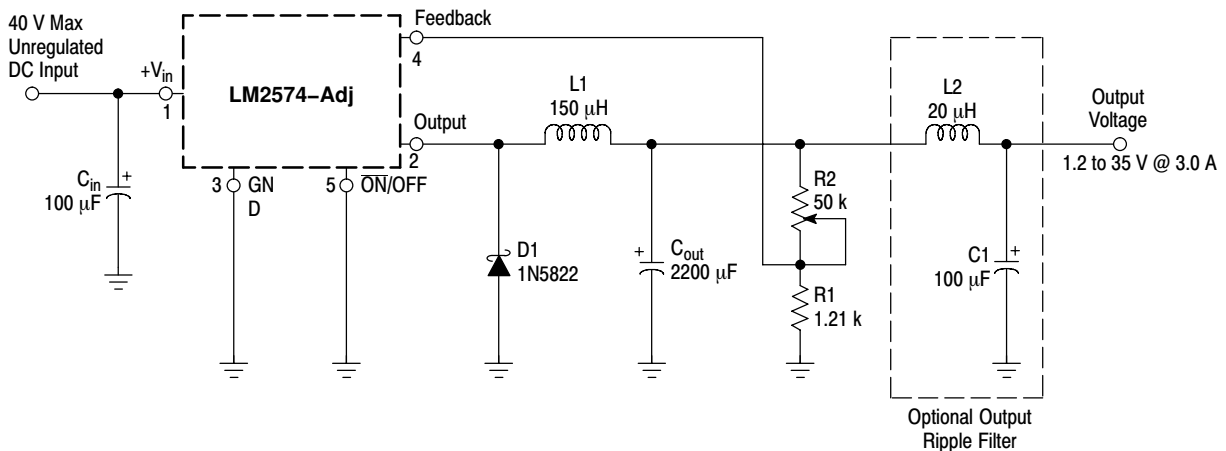 40 V Max
Unregulated
DC Input
+Vin
1
LM2574–Adj
Feedback
4
Output
2
3
GN
D
5
O̅N̅/OFF
Cin
100 µF
+
L1
150 µH
D1
1N5822
+
Cout
2200 µF
R2
50 k
R1
1.21 k
L2
20 µH
C1
100 µF
+
Output
Voltage
1.2 to 35 V @ 3.0 A
Optional Output
Ripple Filter